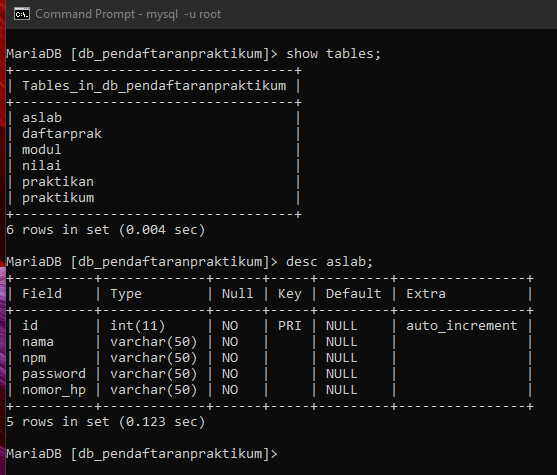 Command Prompt - mysql  -u root
MariaDB [db_pendaftaranpraktikum]> show tables;
+-----------------------------------+
| Tables_in_db_pendaftaranpraktikum |
+-----------------------------------+
| aslab                             |
| daftarprak                        |
| modul                             |
| nilai                             |
| praktikan                         |
| praktikum                         |
+-----------------------------------+
6 rows in set (0.004 sec)
MariaDB [db_pendaftaranpraktikum]> desc aslab;
+----------+-------------+------+-----+---------+----------------+
| Field    | Type        | Null | Key | Default | Extra          |
+----------+-------------+------+-----+---------+----------------+
| id       | int(11)     | NO   | PRI | NULL    | auto_increment |
| nama     | varchar(50) | NO   |     | NULL    |                |
| npm      | varchar(50) | NO   |     | NULL    |                |
| password | varchar(50) | NO   |     | NULL    |                |
| nomor_hp | varchar(50) | NO   |     | NULL    |                |
+----------+-------------+------+-----+---------+----------------+
5 rows in set (0.123 sec)
MariaDB [db_pendaftaranpraktikum]>